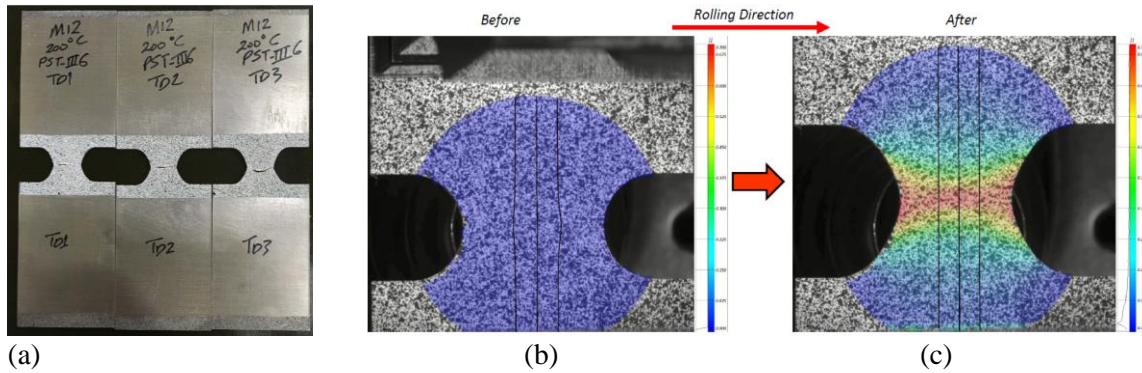 M12
200°C
PST-III6
TD1
M12
200°C
PST-III6
TD2
M12
200°C
PST-III6
TD3
TD1
TD2
TD3
Before
Rolling Direction
After
(a)
(b)
(c)